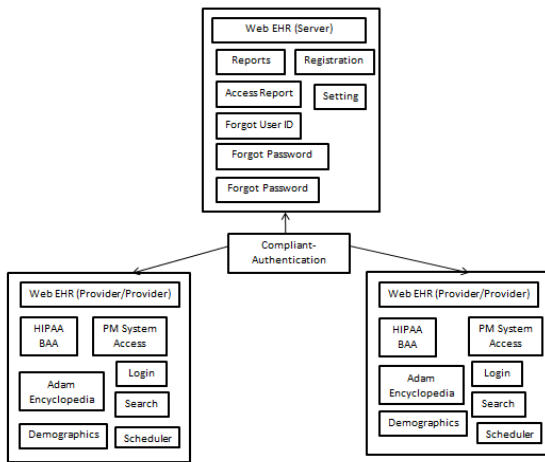 Web EHR (Server)
Reports
Registration
Access Report
Setting
Forgot User ID
Forgot Password
Forgot Password
Compliant-
Authentication
Web EHR (Provider/Provider)
HIPAA
BAA
PM System
Access
Login
Adam
Encyclopedia
Search
Demographics
Scheduler
Web EHR (Provider/Provider)
HIPAA
BAA
PM System
Access
Login
Adam
Encyclopedia
Search
Demographics
Scheduler